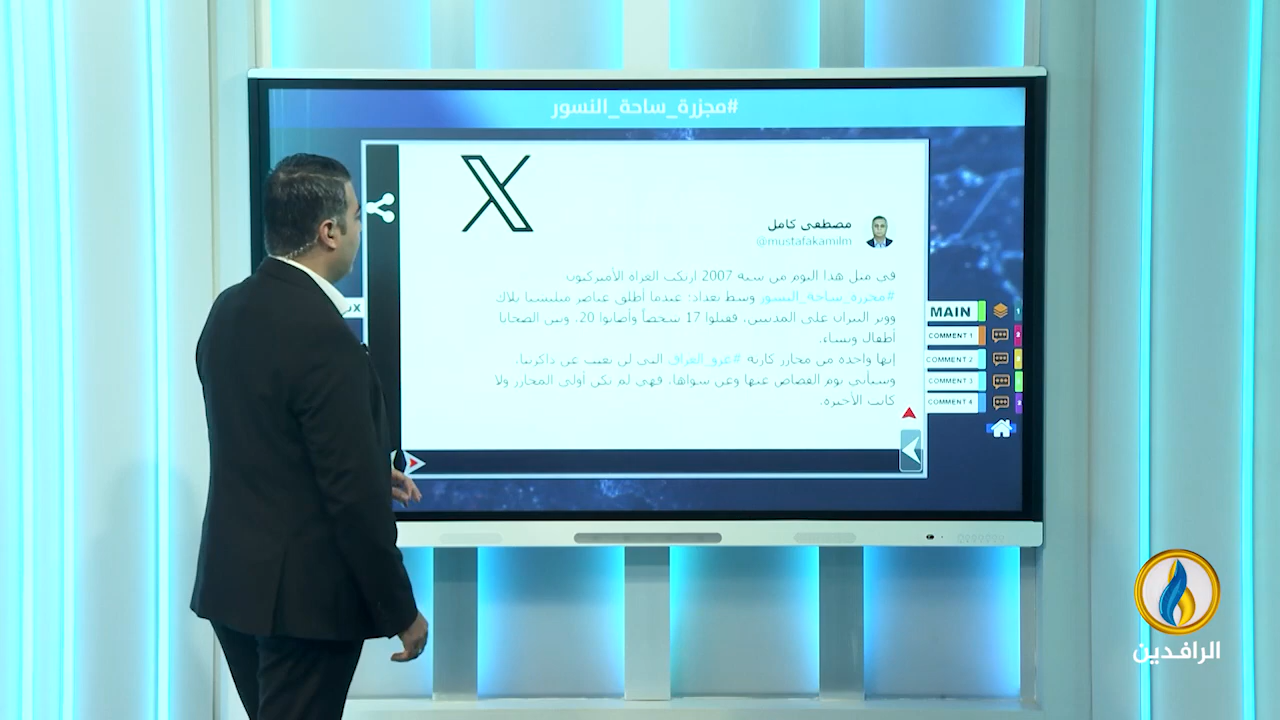 #مجزرة_ساحة_النسور
X
مصطفى كامل
@mustafakamilm
في مثل هذا اليوم من سنة 2007 ارتكب الغزاة الأميركيون
#مجزرة_ساحة_النسور وسط بغداد؛ عندما أطلق عناصر ميليشيا بلاك
ووتر النيران على المدنيين، فقتلوا 17 شخصاً وأصابوا 20، وبين الضحايا
أطفال ونساء.
إنها واحدة من مجازر كارثة #غزو_العراق التي لن تغيب عن ذاكرتنا،
وسيأتي يوم القصاص عنها وعن سواها، فهي لم تكن أولى المجازر ولا
كانت الأخيرة.
MAIN
COMMENT 1
COMMENT 2
COMMENT 3
COMMENT 4
الرافدين